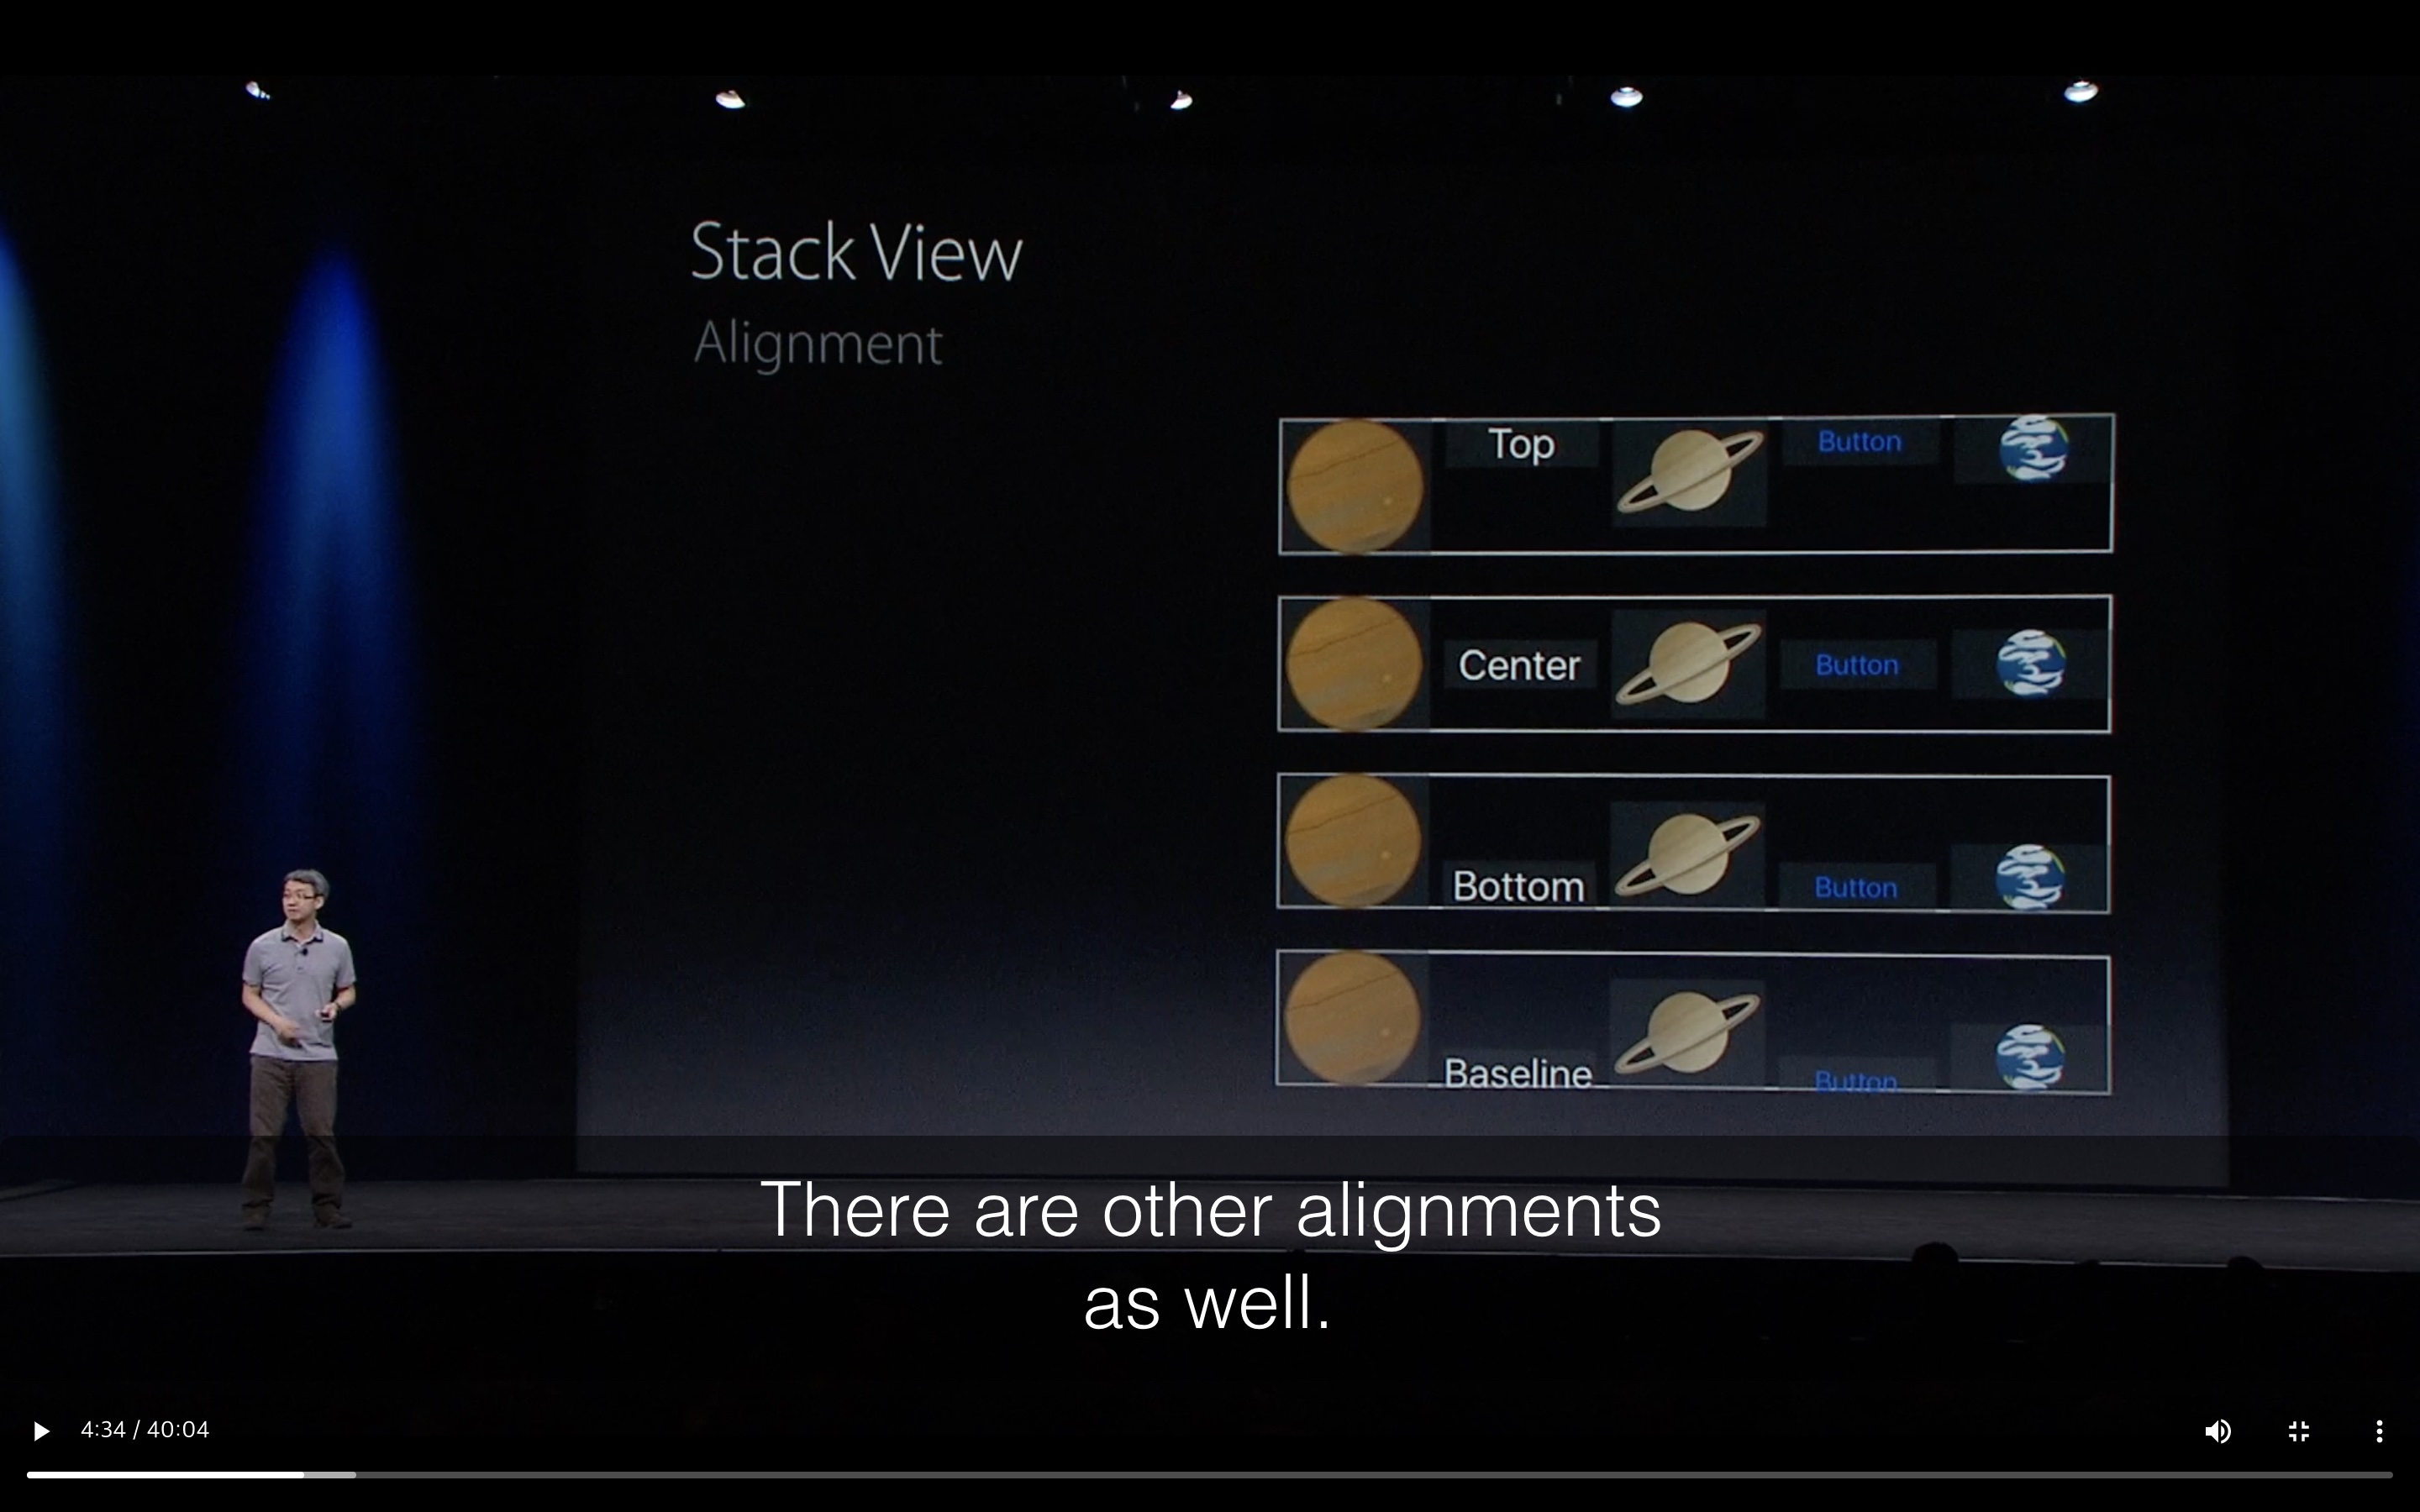 Stack View
Alignment
Top Button
Center Button
Bottom Button
Baseline Button
There are other alignments
as well.
4:34 / 40:04